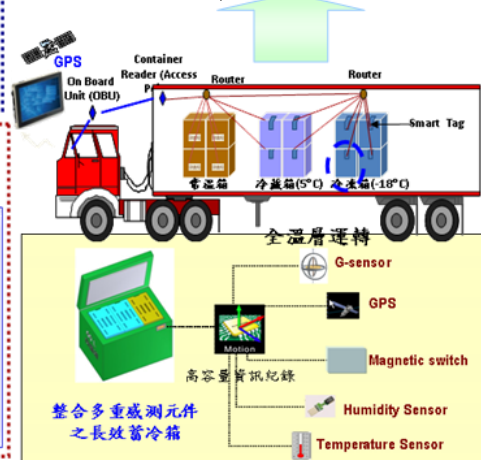 GPS
On Board
Unit (OBU)
Container
Reader (Access
Router
Router
Smart Tag
常溫箱
冷藏箱(5°C)
冷凍箱(-18°C)
全溫層運轉
G-sensor
GPS
Motion
Magnetic switch
高容量資訊紀錄
Humidity Sensor
整合多重感測元件
之長效蓄冷箱
Temperature Sensor